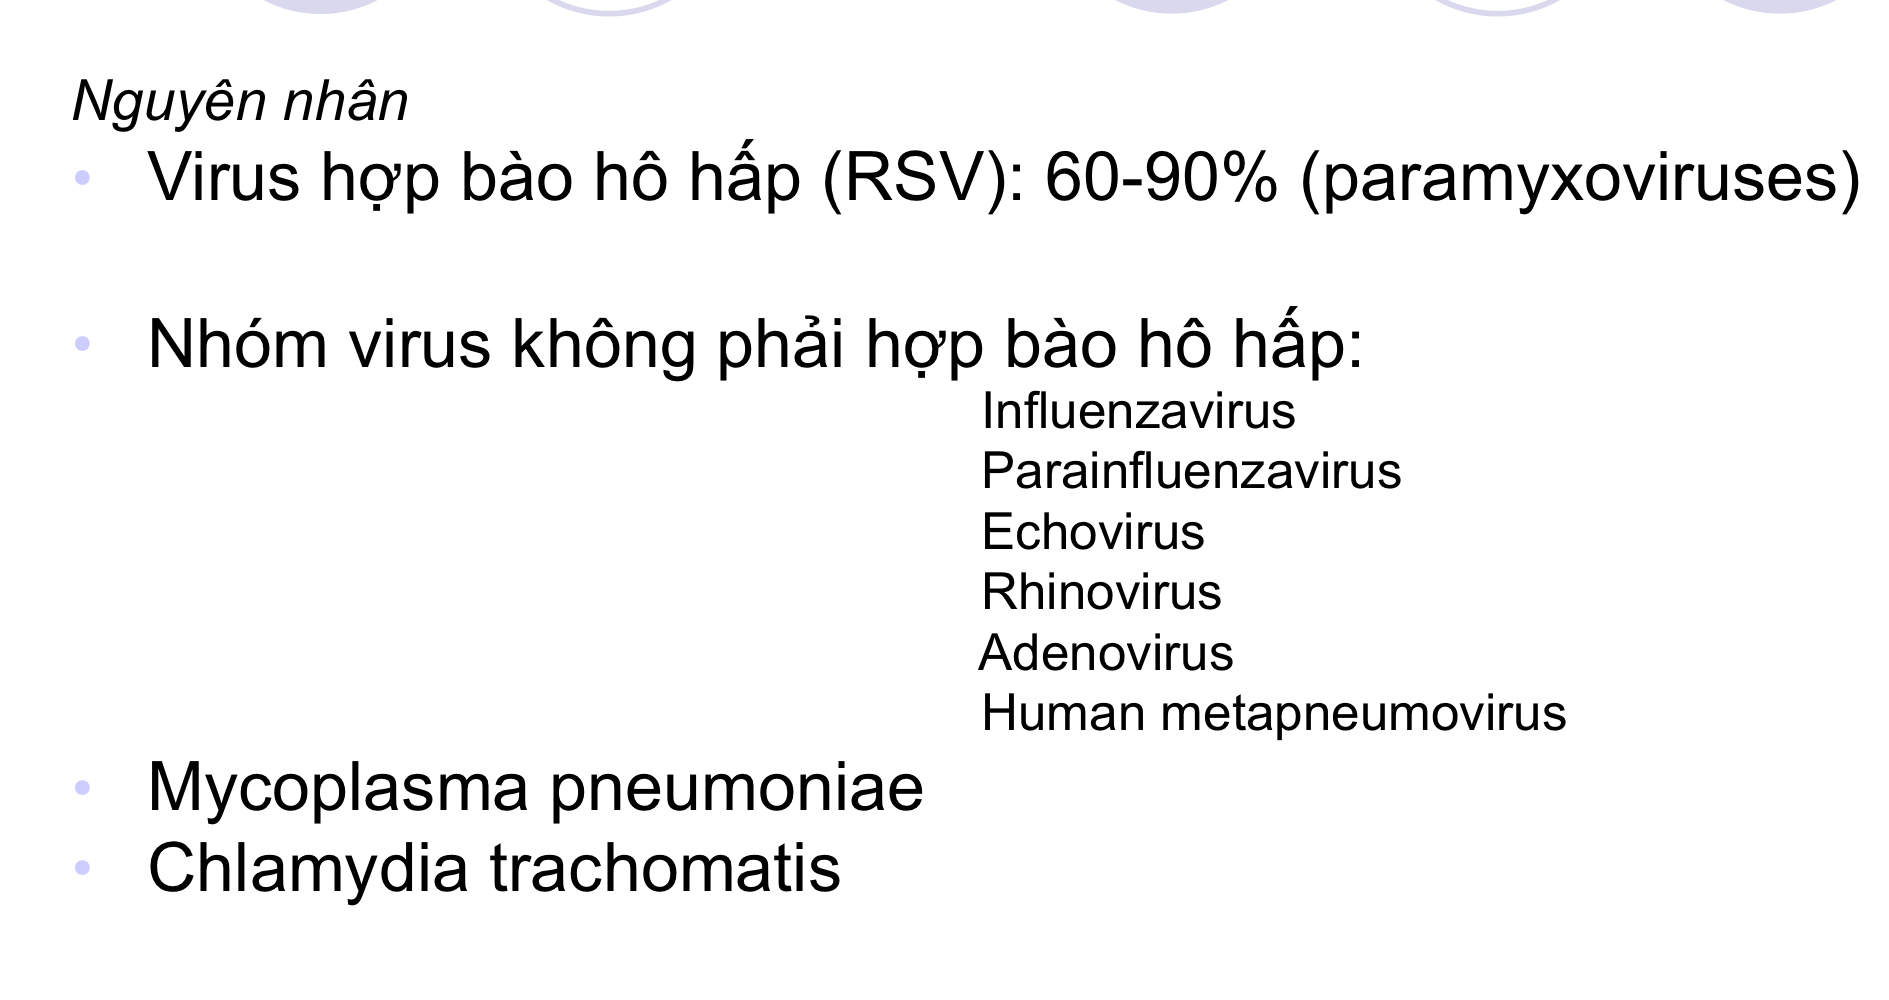 Nguyên nhân
• Virus hợp bào hô hấp (RSV): 60-90% (paramyxoviruses)
• Nhóm virus không phải hợp bào hô hấp:
Influenzavirus
Parainfluenzavirus
Echovirus
Rhinovirus
Adenovirus
Human metapneumovirus
• Mycoplasma pneumoniae
• Chlamydia trachomatis